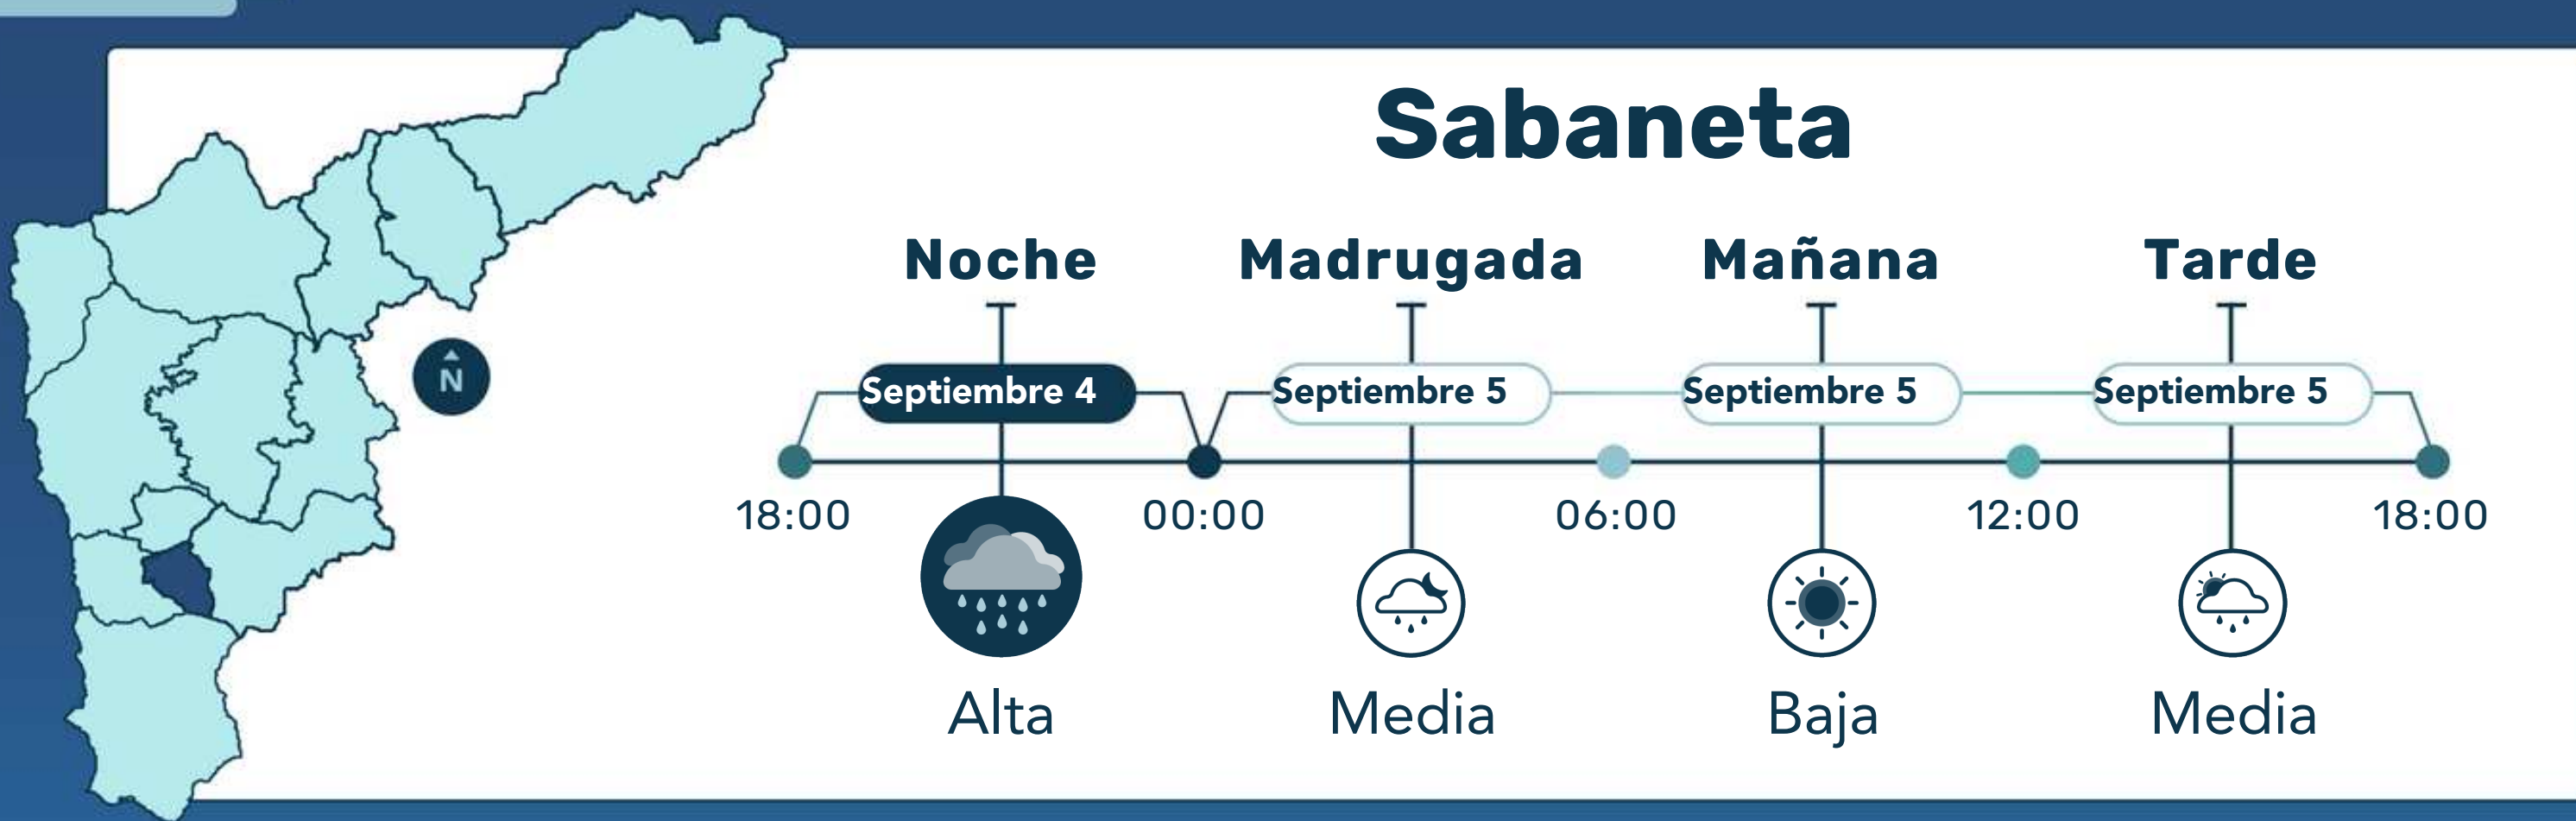 Sabaneta
Noche Madrugada Mañana Tarde
N
Septiembre 4 Septiembre 5 Septiembre 5 Septiembre 5
18:00 00:00 06:00 12:00 18:00
Alta Media Baja Media